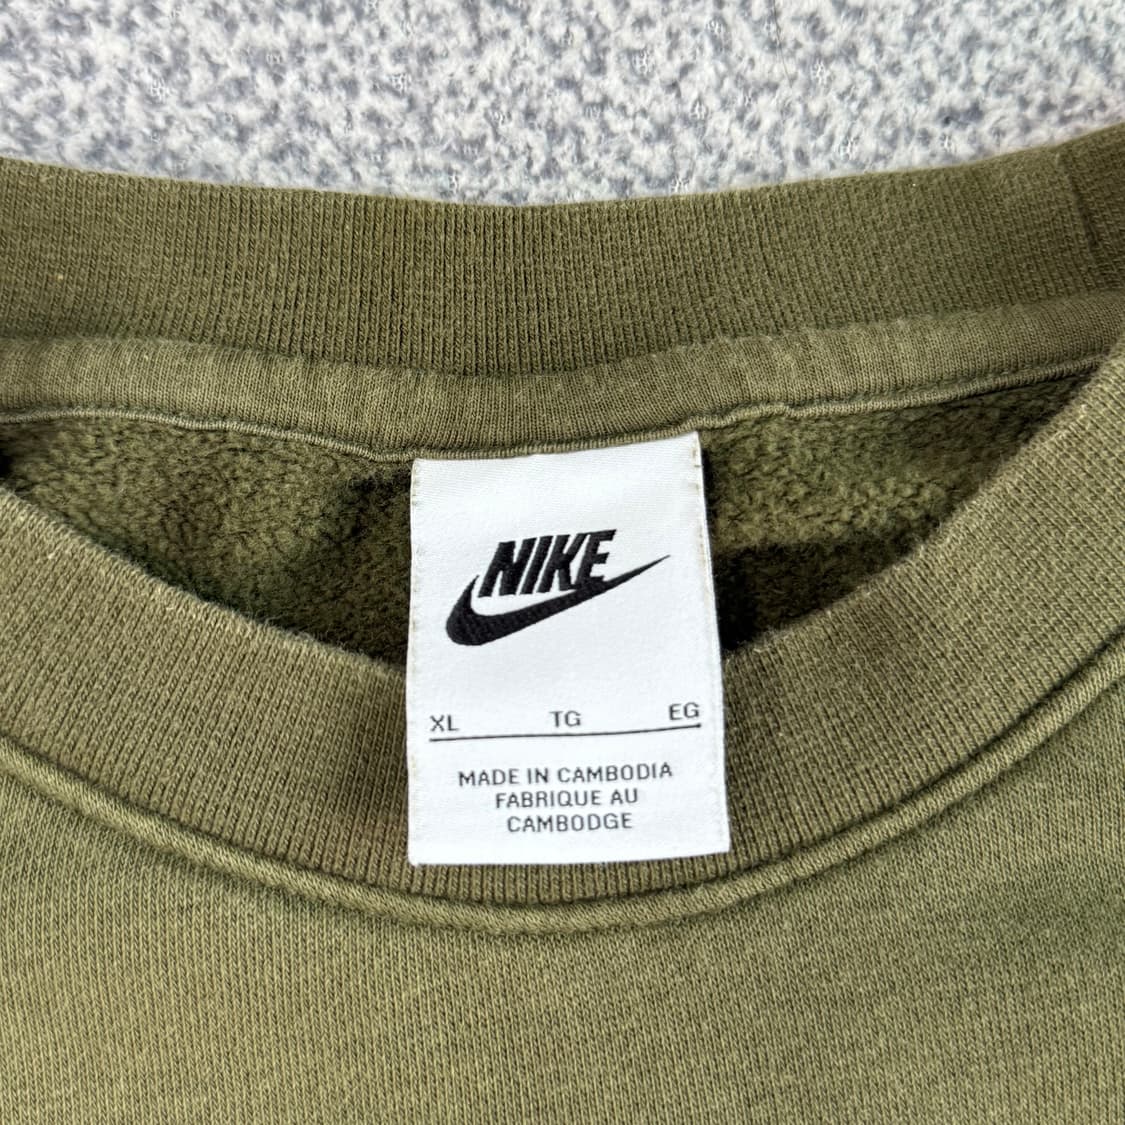 NIKE
XL TG EG
MADE IN CAMBODIA
FABRIQUE AU
CAMBODGE